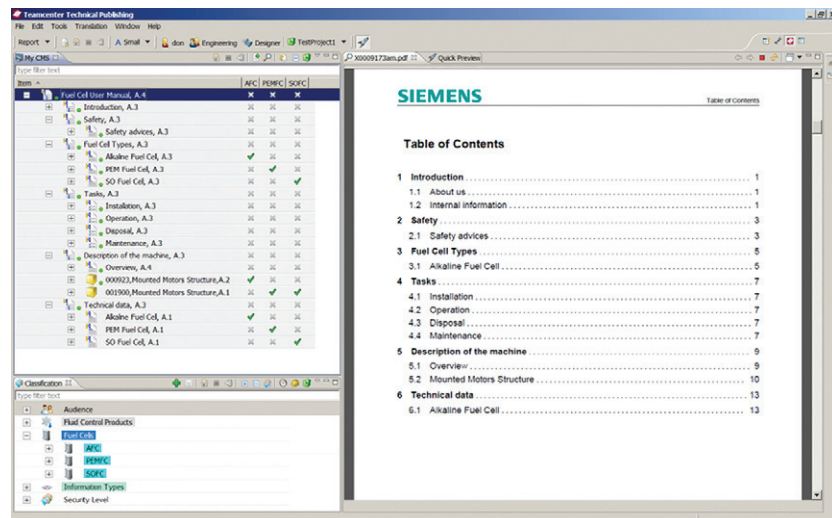 Teamcenter Technical Publishing
File Edit Tools Translation Window Help
Report A Small don Engineering Designer TestProject1
My CMS
type filter text
Item AFC PEMFC SOFC
Fuel Cell User Manual, A.4
Introduction, A.3
Safety, A.3
Safety advices, A.3
Fuel Cell Types, A.3
Alkaline Fuel Cel, A.3
PEM Fuel Cel, A.3
SO Fuel Cel, A.3
Tasks, A.3
Installation, A.3
Operation, A.3
Disposal, A.3
Maintenance, A.3
Description of the machine, A.3
Overview, A.4
000923,Mounted Motors Structure,A.2
001900,Mounted Motors Structure,A.1
Technical data, A.3
Alkaline Fuel Cel, A.1
PEM Fuel Cel, A.1
SO Fuel Cel, A.1
Classification
type filter text
Audience
Fluid Control Products
Fuel Cells
AFC
PEMFC
SOFC
Information Types
Security Level
X0009173am.pdf Quick Preview
SIEMENS Table of Contents
Table of Contents
1 Introduction 1
1.1 About us 1
1.2 Internal information 1
2 Safety 3
2.1 Safety advices 3
3 Fuel Cell Types 5
3.1 Alkaline Fuel Cell 5
4 Tasks 7
4.1 Installation 7
4.2 Operation 7
4.3 Disposal 7
4.4 Maintenance 7
5 Description of the machine 9
5.1 Overview 9
5.2 Mounted Motors Structure 10
6 Technical data 13
6.1 Alkaline Fuel Cell 13